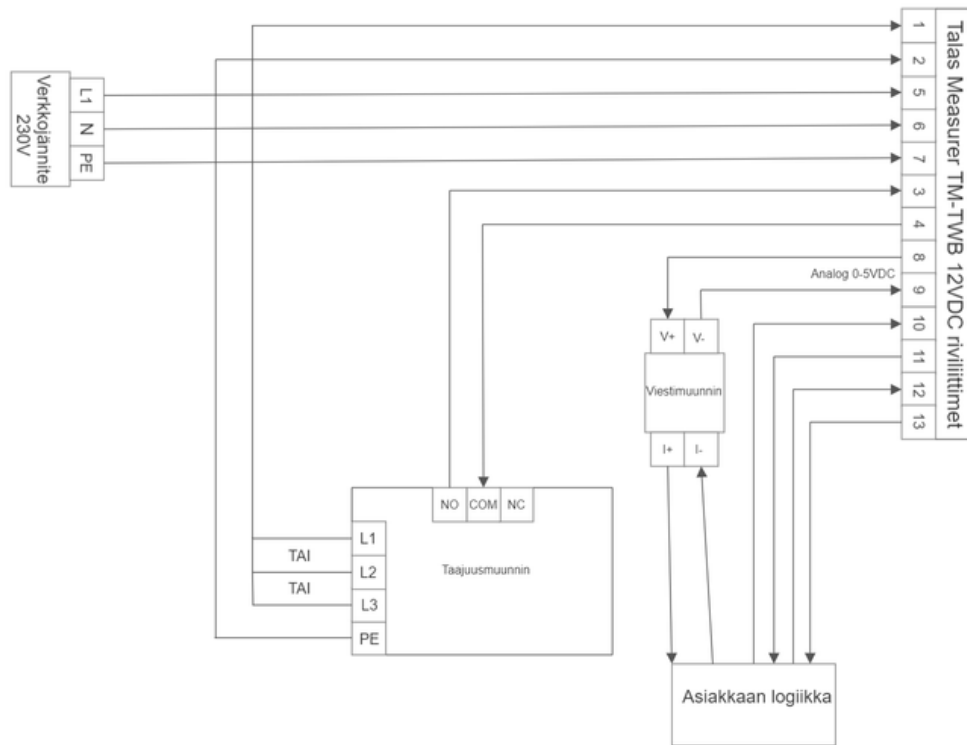 Verkkojännite
230V
L1
N
PE
1
2
5
6
7
3
4
8
9
10
11
12
13
Talas Measurer TM-TWB 12VDC riviliittimet
Analog 0-5VDC
V+
V-
Viestimuunnin
I+
I-
NO
COM
NC
L1
TAI
L2
TAI
L3
PE
Taajuusmuunnin
Asiakkaan logiikka